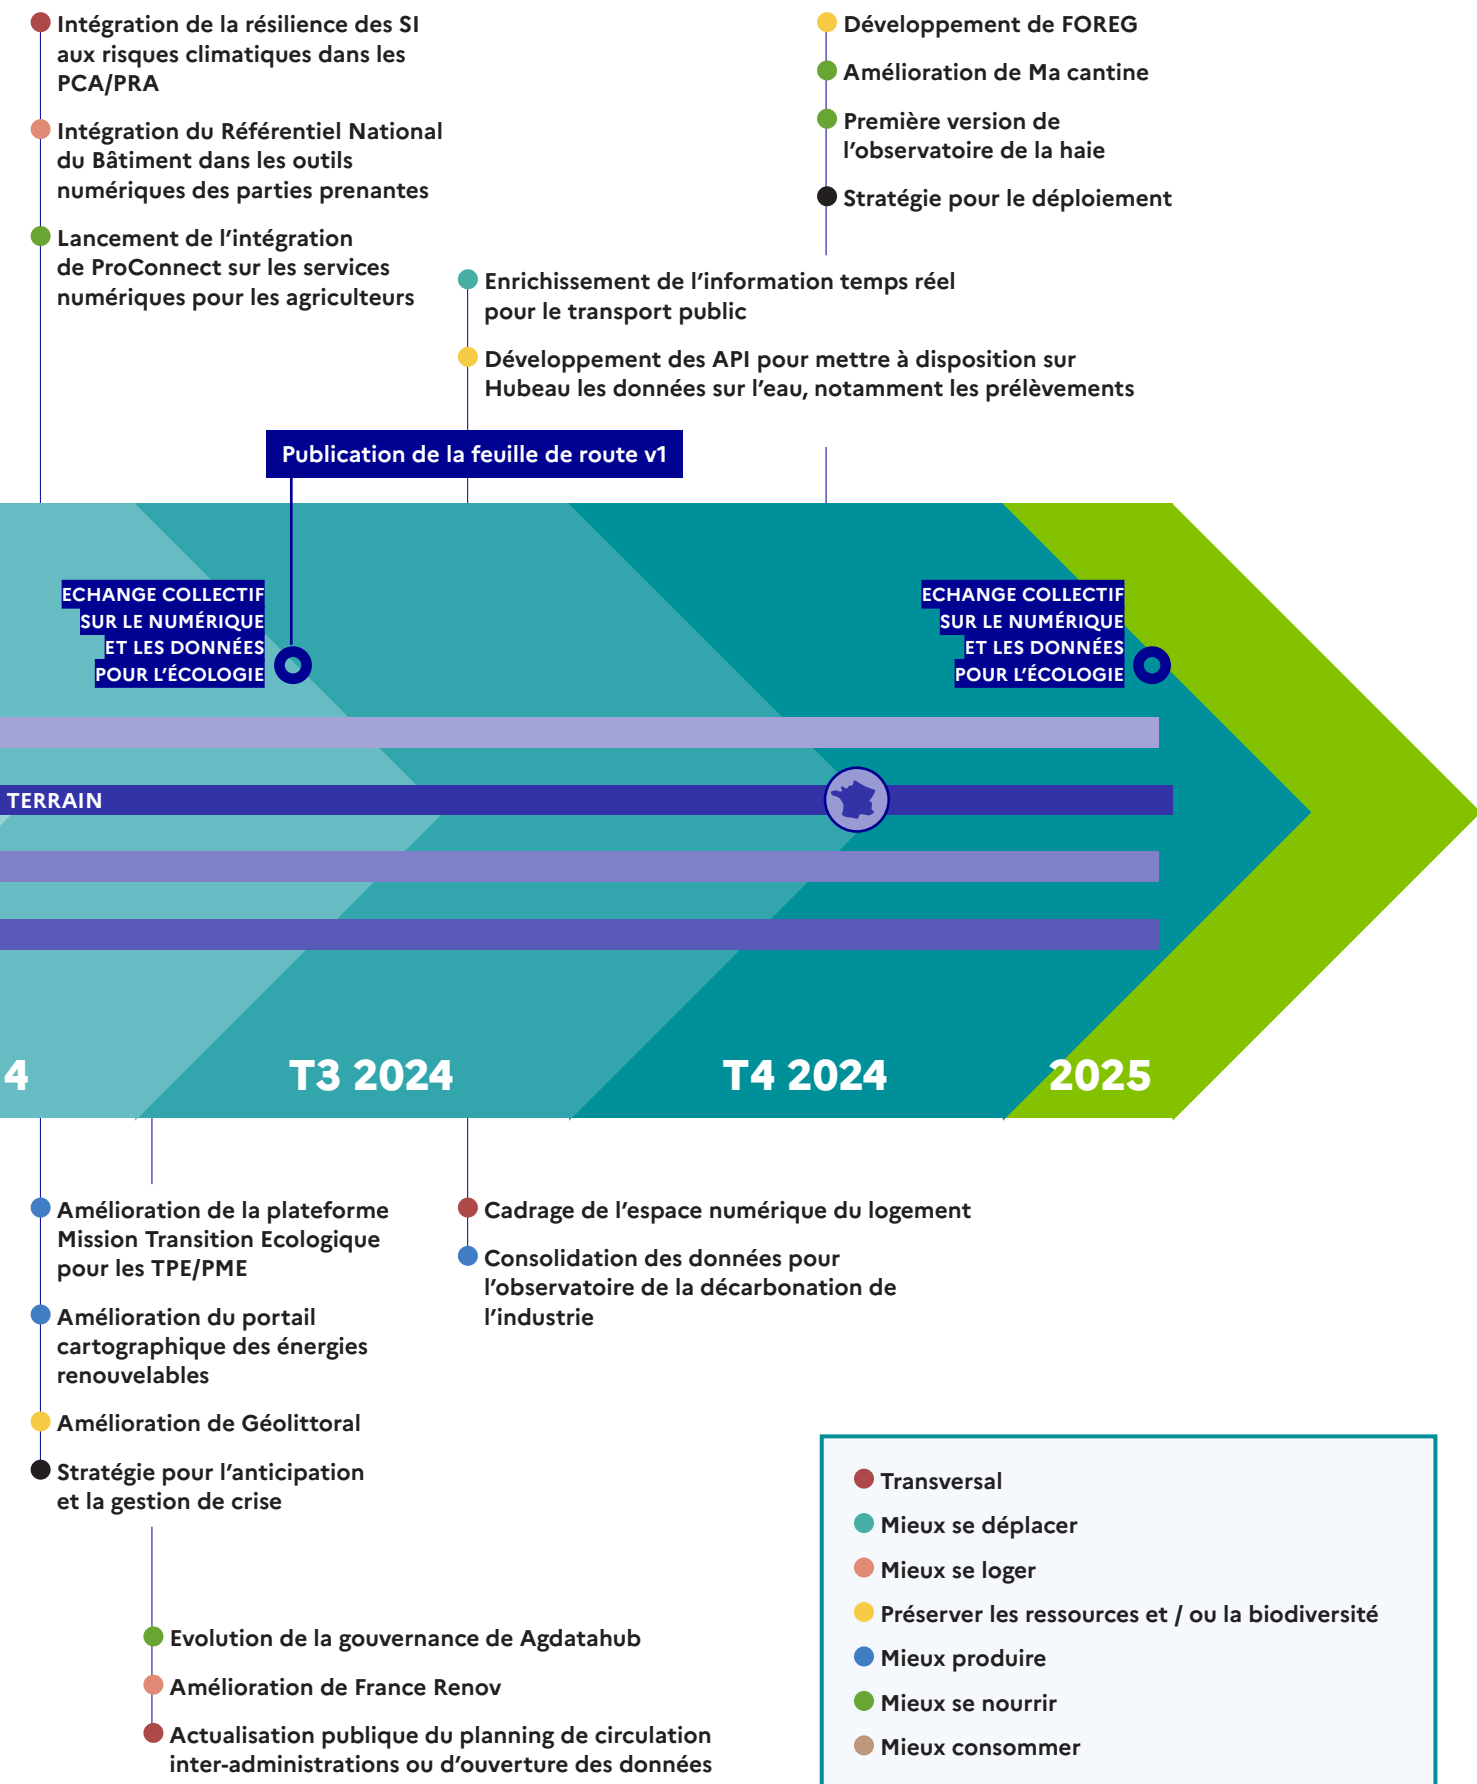 Intégration de la résilience des SI
aux risques climatiques dans les
PCA/PRA
Intégration du Référentiel National
du Bâtiment dans les outils
numériques des parties prenantes
Lancement de l'intégration
de ProConnect sur les services
numériques pour les agriculteurs
Développement de FOREG
Amélioration de Ma cantine
Première version de
l'observatoire de la haie
Stratégie pour le déploiement
Enrichissement de l'information temps réel
pour le transport public
Développement des API pour mettre à disposition sur
Hubeau les données sur l'eau, notamment les prélèvements
Publication de la feuille de route v1
ECHANGE COLLECTIF
SUR LE NUMÉRIQUE
ET LES DONNÉES
POUR L'ÉCOLOGIE
ECHANGE COLLECTIF
SUR LE NUMÉRIQUE
ET LES DONNÉES
POUR L'ÉCOLOGIE
TERRAIN
4
T3 2024
T4 2024
2025
Amélioration de la plateforme
Mission Transition Ecologique
pour les TPE/PME
Amélioration du portail
cartographique des énergies
renouvelables
Amélioration de Géolittoral
Stratégie pour l'anticipation
et la gestion de crise
Cadrage de l'espace numérique du logement
Consolidation des données pour
l'observatoire de la décarbonation de
l'industrie
Evolution de la gouvernance de Agdatahub
Amélioration de France Renov
Actualisation publique du planning de circulation
inter-administrations ou d'ouverture des données
Transversal
Mieux se déplacer
Mieux se loger
Préserver les ressources et / ou la biodiversité
Mieux produire
Mieux se nourrir
Mieux consommer